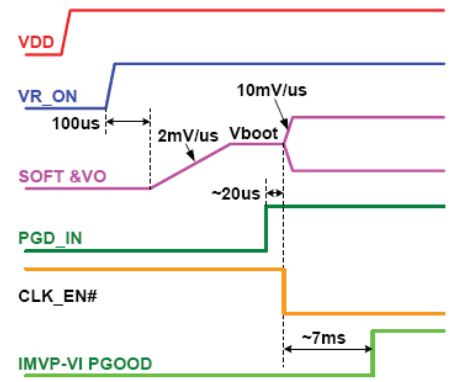 VDD
VR_ON
10mV/us
100us
2mV/us
Vboot
SOFT &VO
~20us
PGD_IN
CLK_EN#
~7ms
IMVP-VI PGOOD